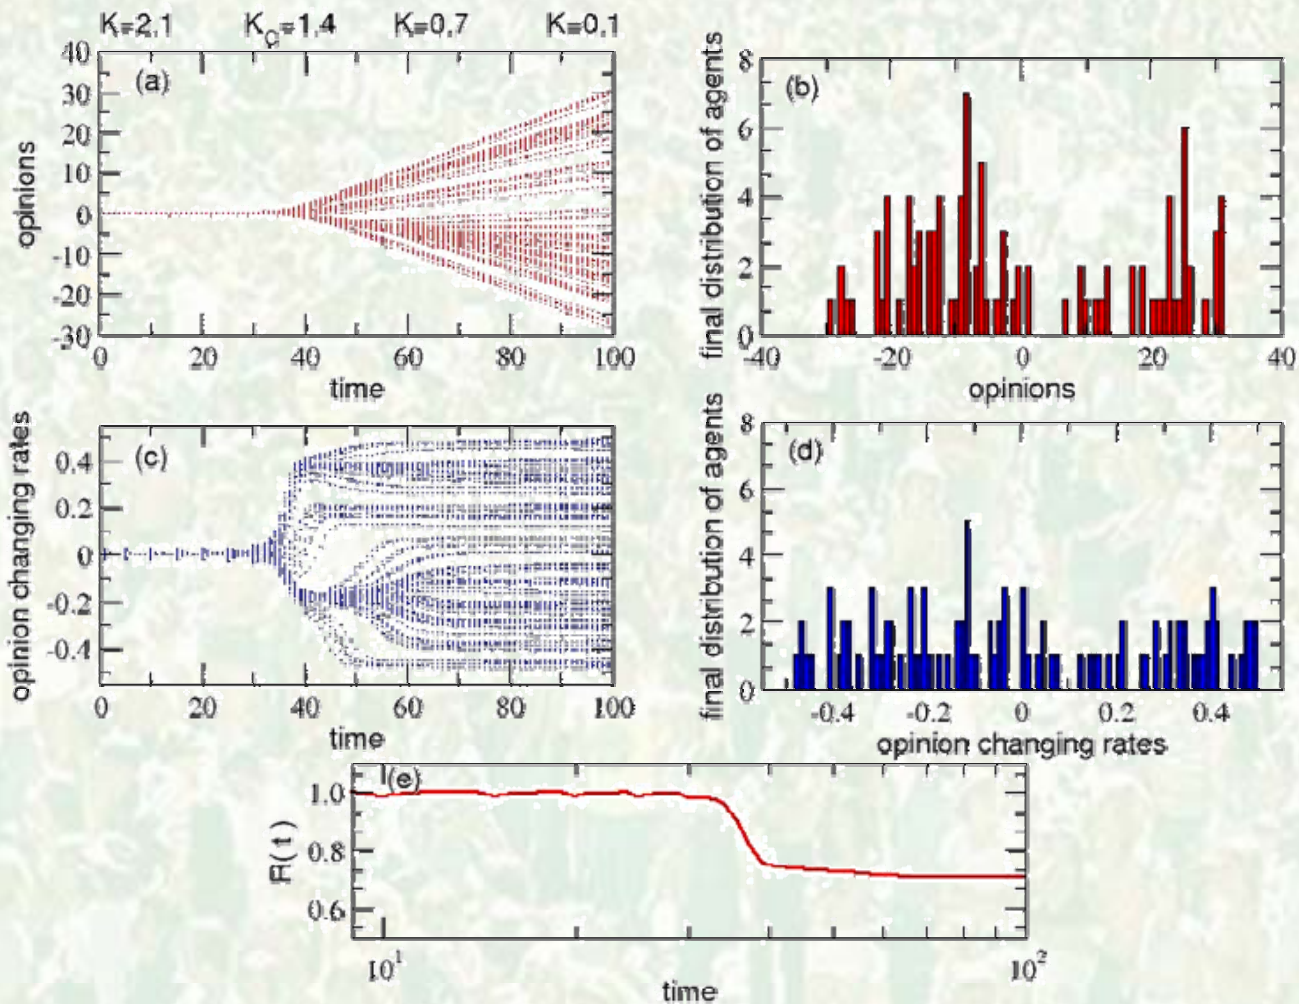 K=2.1 K_C=1.4 K=0.7 K=0.1
(a)
opinions
40
30
20
10
0
-10
-20
-30
0 20 40 60 80 100
time
(b)
final distribution of agents
8
6
4
2
0
-40 -20 0 20 40
opinions
(c)
opinion changing rates
0.4
0.2
0
-0.2
-0.4
0 20 40 60 80 100
time
(d)
final distribution of agents
8
6
4
2
0
-0.4 -0.2 0 0.2 0.4
opinion changing rates
(e)
R(t)
1.0
0.8
0.6
10^1 10^2
time